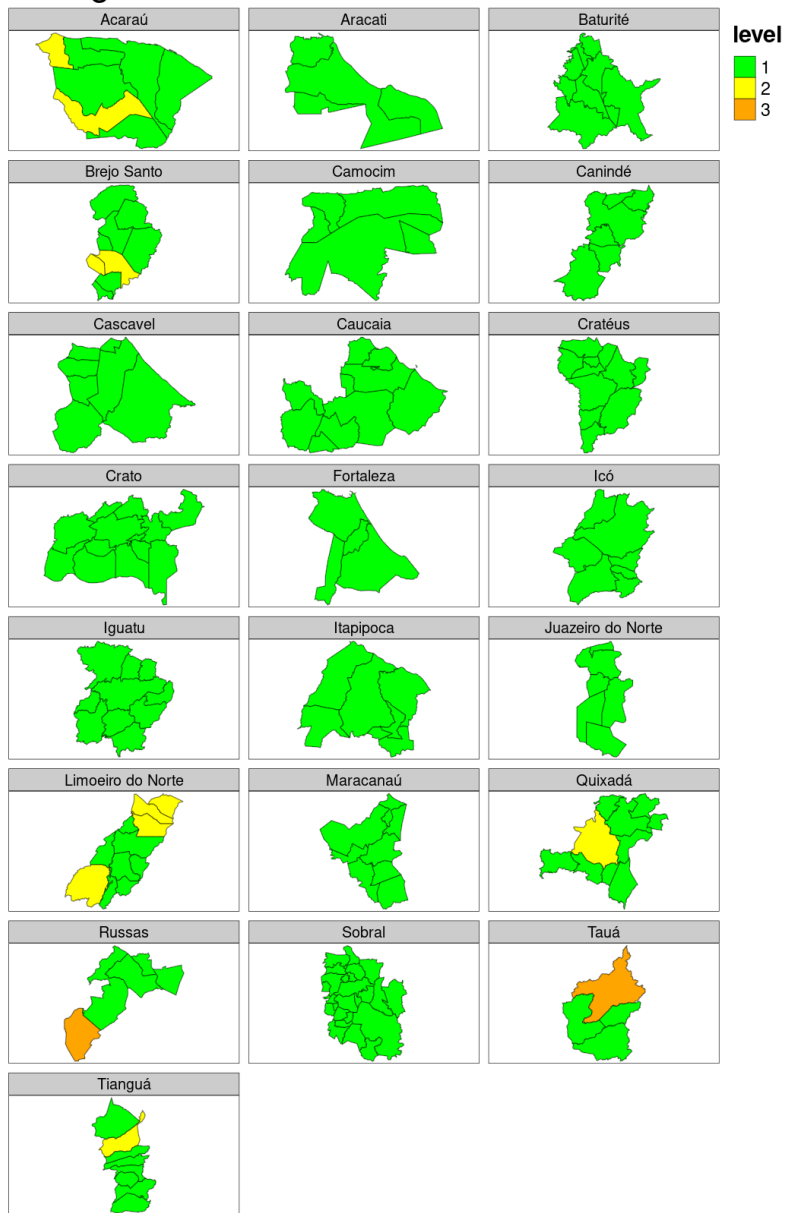 Acaraú
Aracati
Baturité
level
1
2
3
Brejo Santo
Camocim
Canindé
Cascavel
Caucaia
Cratéus
Crato
Fortaleza
Icó
Iguatu
Itapipoca
Juazeiro do Norte
Limoeiro do Norte
Maracanaú
Quixadá
Russas
Sobral
Tauá
Tianguá